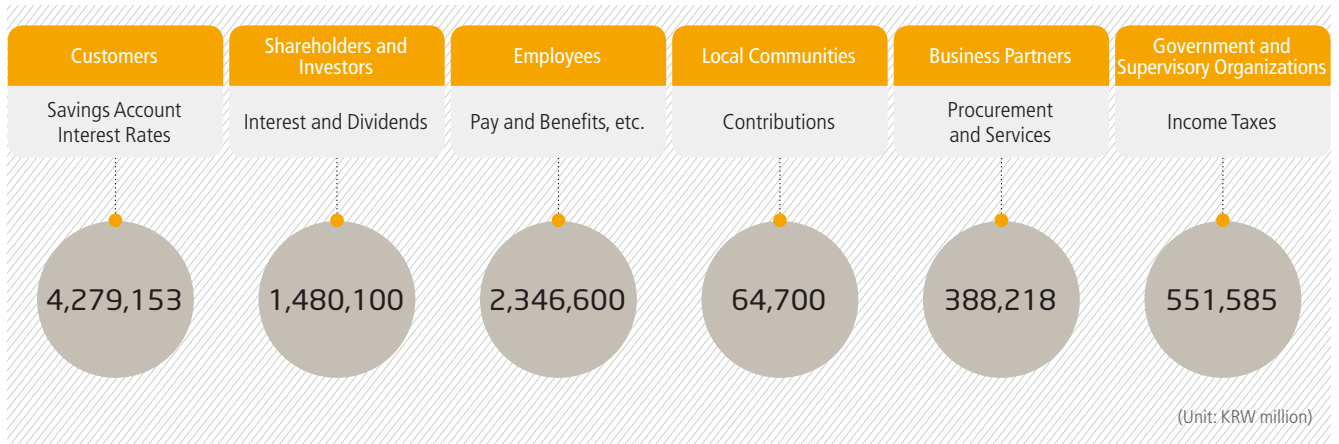 Customers
Savings Account
Interest Rates
4,279,153
Shareholders and
Investors
Interest and Dividends
1,480,100
Employees
Pay and Benefits, etc.
2,346,600
Local Communities
Contributions
64,700
Business Partners
Procurement
and Services
388,218
Government and
Supervisory Organizations
Income Taxes
551,585
(Unit: KRW million)